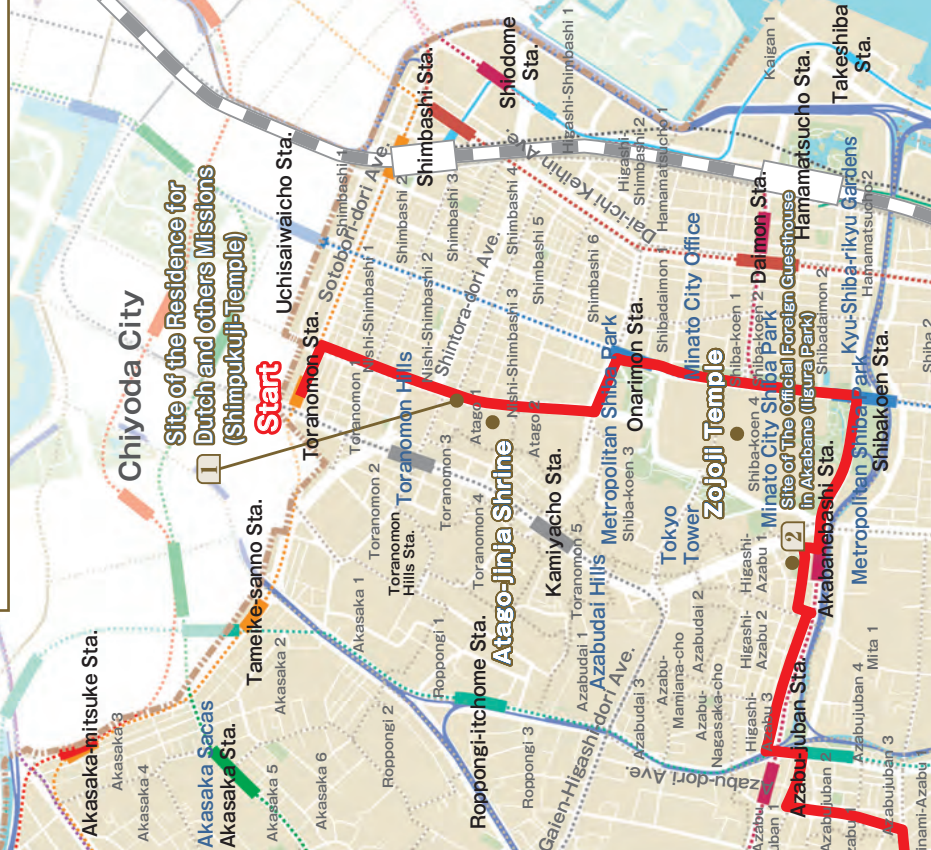 Chiyoda City
Site of the Residence for
Dutch and others Missions
(Shimpukuji-Temple)
1
Start
Toranomon Sta.
Uchisaiwaicho Sta.
Sotobori-dori Ave.
Shimbashi 1
Shimbashi Sta.
Shiodome
Sta.
Higashi-Shimbashi 1
Kaigan 1
Takeshiba
Sta.
Hamamatsucho Sta.
Shimbashi 2
Shimbashi 3
Shimbashi 4
Shimbashi 5
Shimbashi 6
Nishi-Shimbashi 1
Nishi-Shimbashi 2
Nishi-Shimbashi 3
Shintora-dori Ave.
Dai-ichi Keihin
Higashi-
Shimbashi 2
Hamamatsucho 1
Hamamatsucho 2
Toranomon 1
Toranomon Hills
Toranomon 2
Toranomon
Hills Sta.
Toranomon 3
Toranomon 4
Toranomon 5
Atago 1
Atago 2
Atago-Jinja Shrine
Kamiyacho Sta.
Metropolitan Shiba Park
Onarimon Sta.
Shibadaimon 1
Minato City Office
Daimon Sta.
Shiba-koen 1
Shiba-koen 2
Shiba-koen 3
Shiba-koen 4
Minato City Shiba Park
Site of The Official Foreign Guesthouse
in Akabane (Iigura Park)
2
Shibadaimon 2
Kyu-Shiba-rikyu Gardens
Zojoji Temple
Tokyo
Tower
Azabudai Hills
Azabudai 1
Azabudai 2
Azabudai 3
Azabu-
Mamiana-cho
Azabu-
Nagasaka-cho
Higashi-
Azabu 1
Higashi-
Azabu 2
Higashi-
Azabu 3
Akabanebashi Sta.
Metropolitan Shiba Park
Shibakoen Sta.
Shiba 2
Mita 1
Azabu-juban Sta.
Azabujuban 2
Azabujuban 3
Azabujuban 4
Gaien-Higashi-dori Ave.
Roppongi-itchome Sta.
Roppongi 1
Roppongi 2
Roppongi 3
Tameike-sanno Sta.
Akasaka 1
Akasaka 2
Akasaka 3
Akasaka 4
Akasaka 5
Akasaka 6
Akasaka-mitsuke Sta.
Akasaka Sacas
Akasaka Sta.